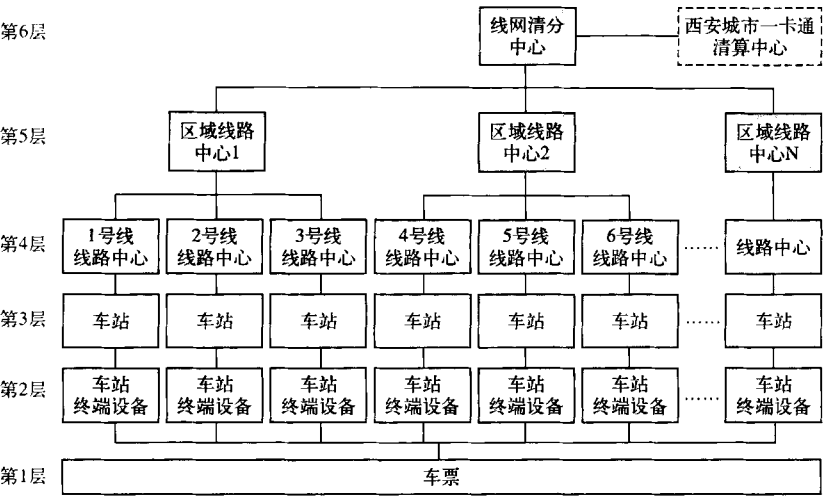 第6层
线网清分
中心
西安城市一卡通
清算中心
第5层
区域线路
中心1
区域线路
中心2
区域线路
中心N
第4层
1号线
线路中心
2号线
线路中心
3号线
线路中心
4号线
线路中心
5号线
线路中心
6号线
线路中心
……
线路中心
第3层
车站
车站
车站
车站
车站
车站
……
车站
第2层
车站
终端设备
车站
终端设备
车站
终端设备
车站
终端设备
车站
终端设备
车站
终端设备
……
车站
终端设备
第1层
车票